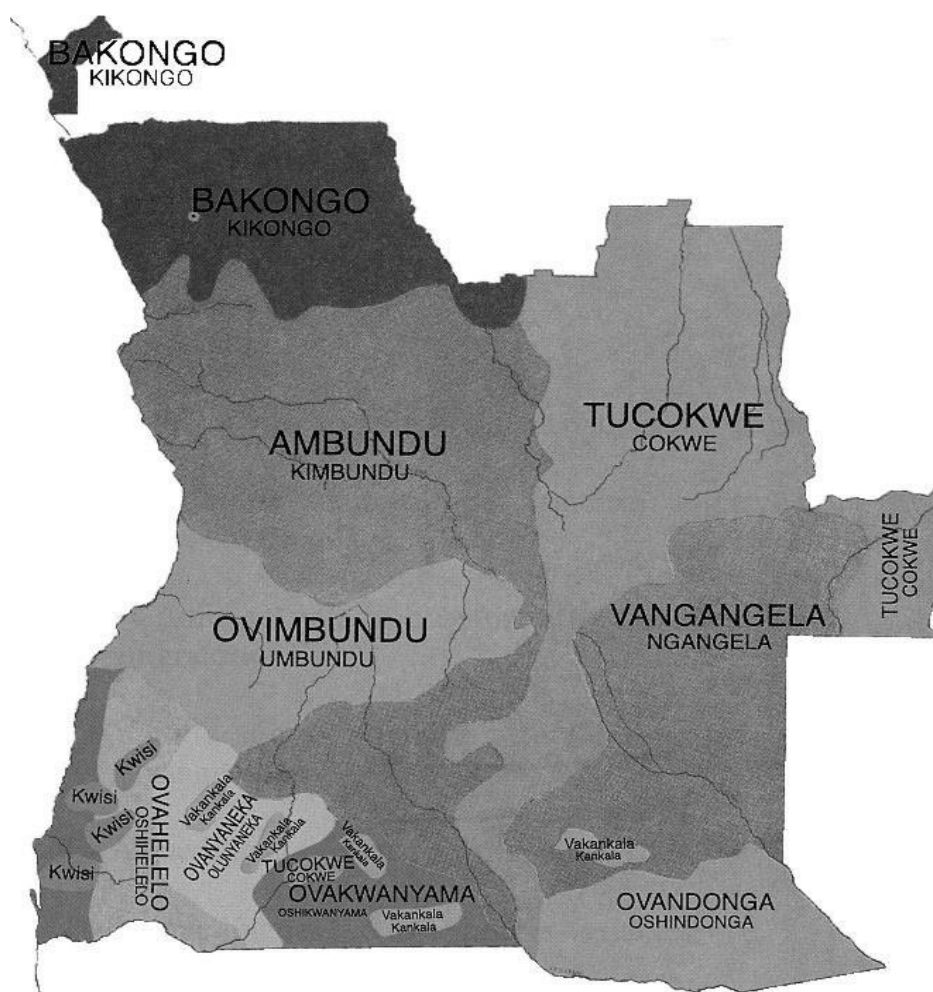 BAKONGO
KIKONGO
BAKONGO
KIKONGO
TUCOKWE
COKWE
AMBUNDU
KIMBUNDU
TUCOKWE
COKWE
VANGANGELA
NGANGELA
OVIMBUNDU
UMBUNDU
Kwisi
Kwisi
Kwisi
Kwisi
OVAHELELO
OSHIHELELO
Vakankala
Kankala
OVANYANEKA
OLUNYANEKA
Vakankala
Kankala
Vakankala
Kankala
TUCOKWE
COKWE
OVAKWANYAMA
OSHIKWANYAMA
Vakankala
Kankala
Vakankala
Kankala
OVANDONGA
OSHINDONGA